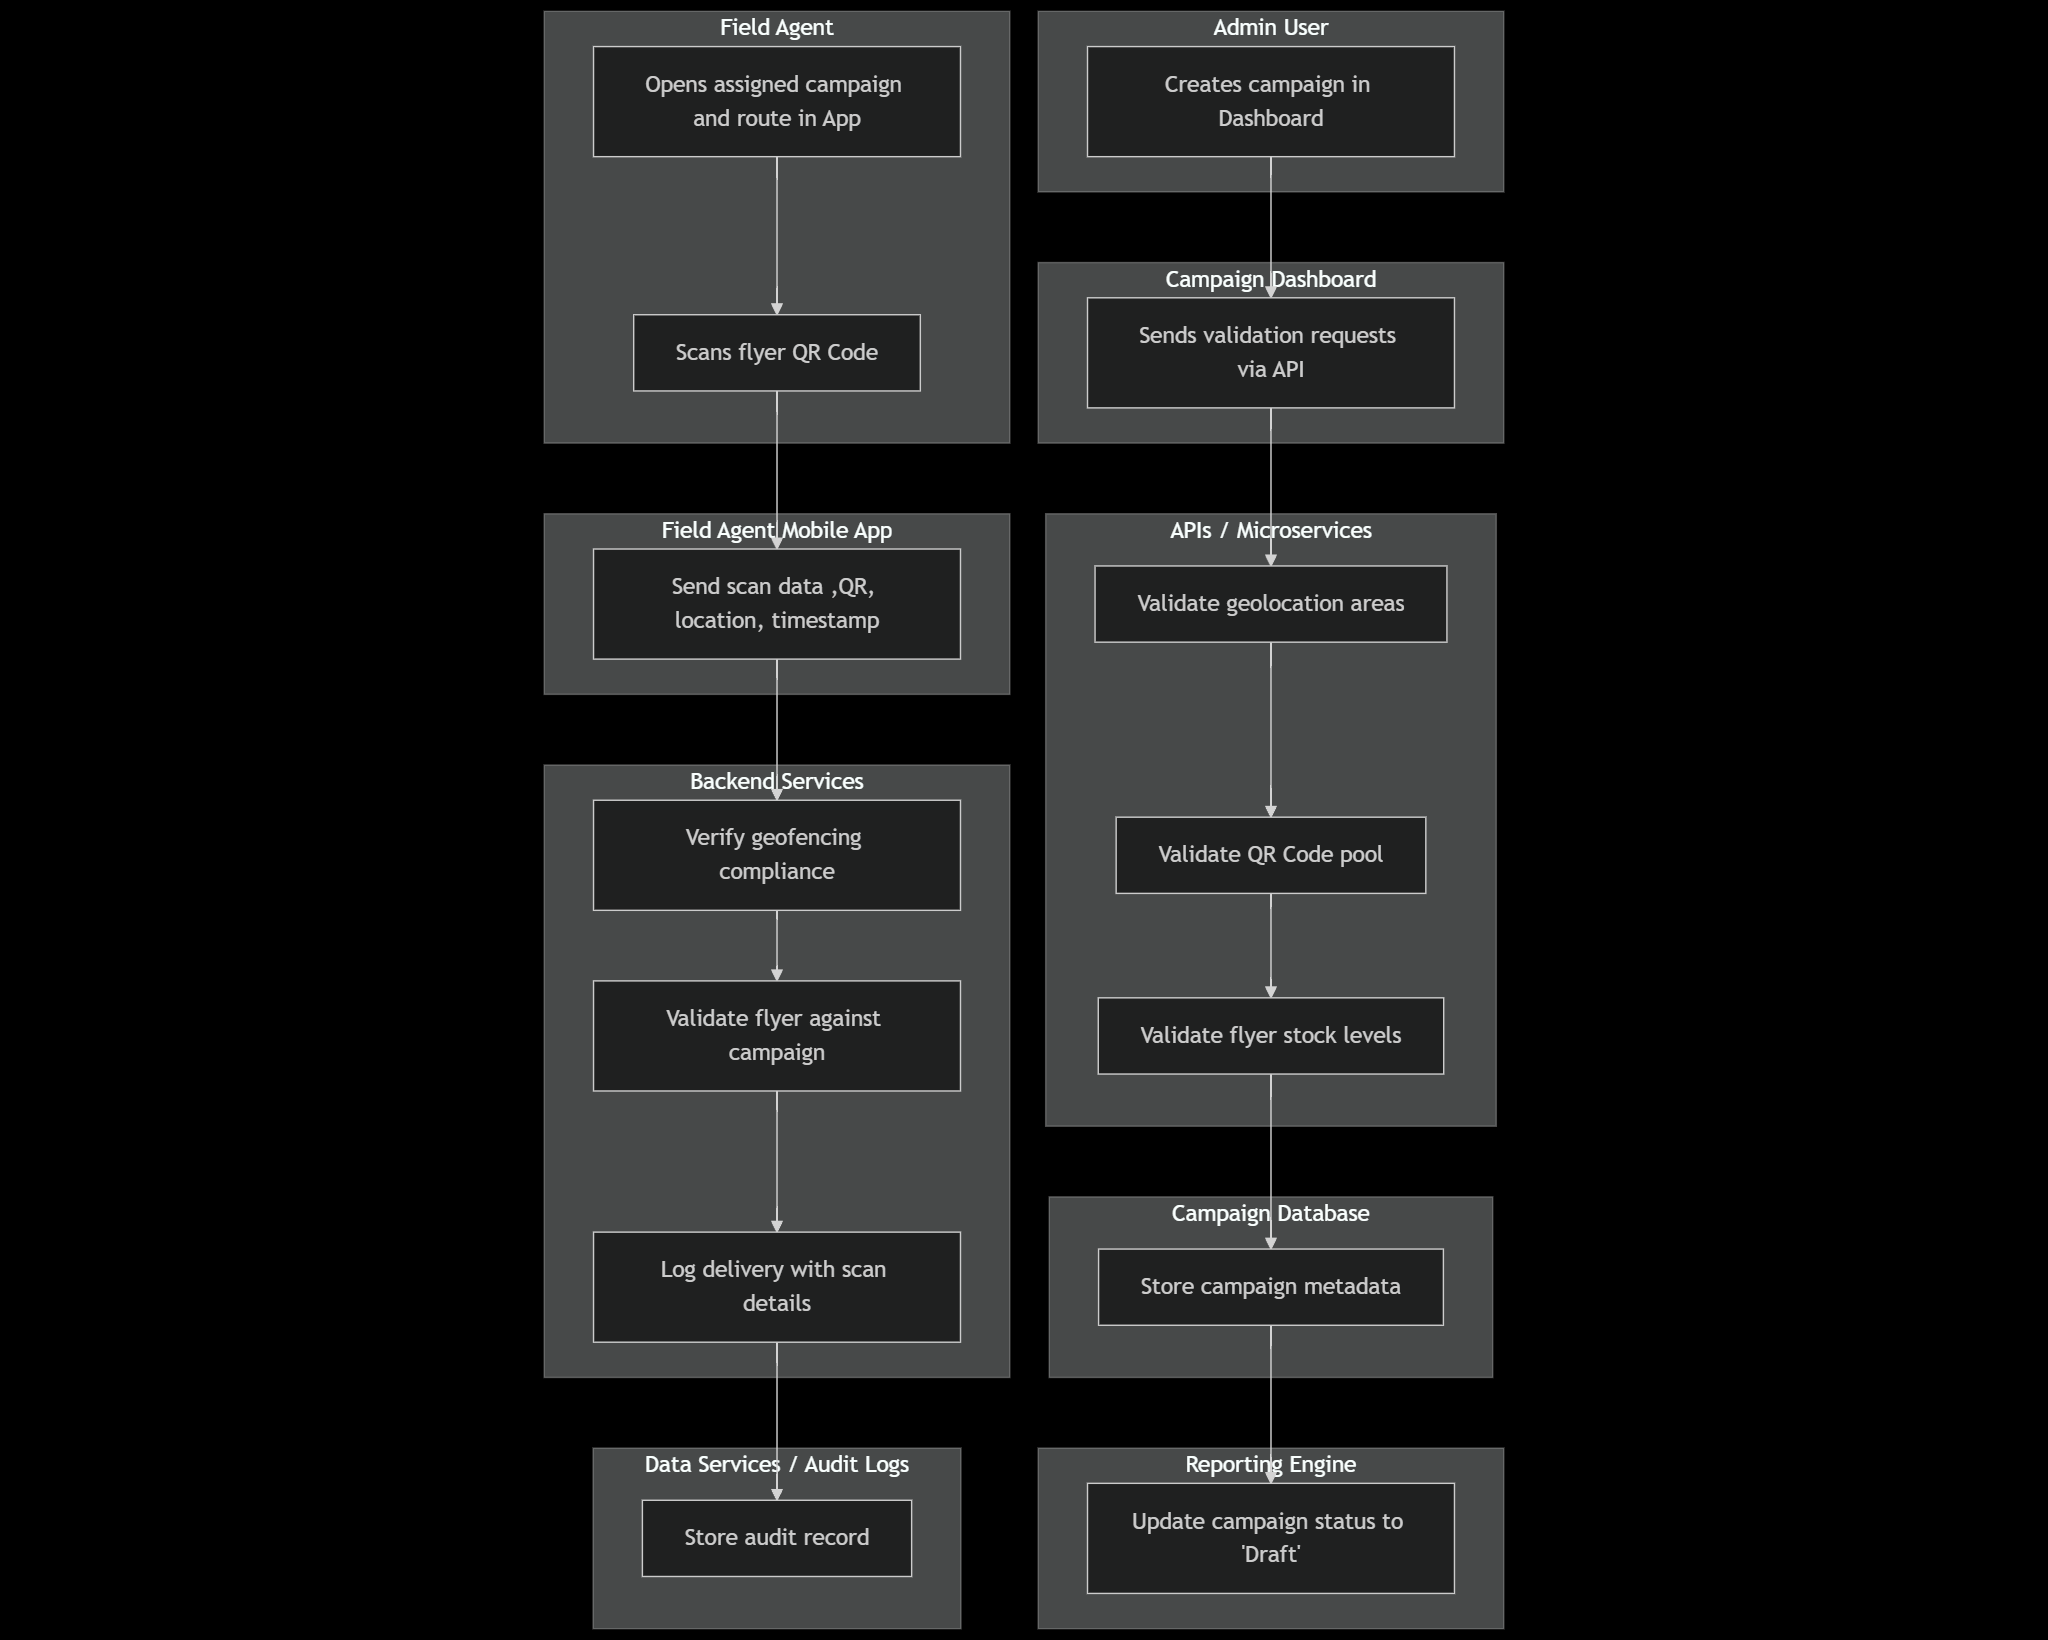 Field Agent
Opens assigned campaign
and route in App
Scans flyer QR Code
Field Agent Mobile App
Send scan data ,QR,
location, timestamp
Backend Services
Verify geofencing
compliance
Validate flyer against
campaign
Log delivery with scan
details
Data Services / Audit Logs
Store audit record
Admin User
Creates campaign in
Dashboard
Campaign Dashboard
Sends validation requests
via API
APIs / Microservices
Validate geolocation areas
Validate QR Code pool
Validate flyer stock levels
Campaign Database
Store campaign metadata
Reporting Engine
Update campaign status to
'Draft'